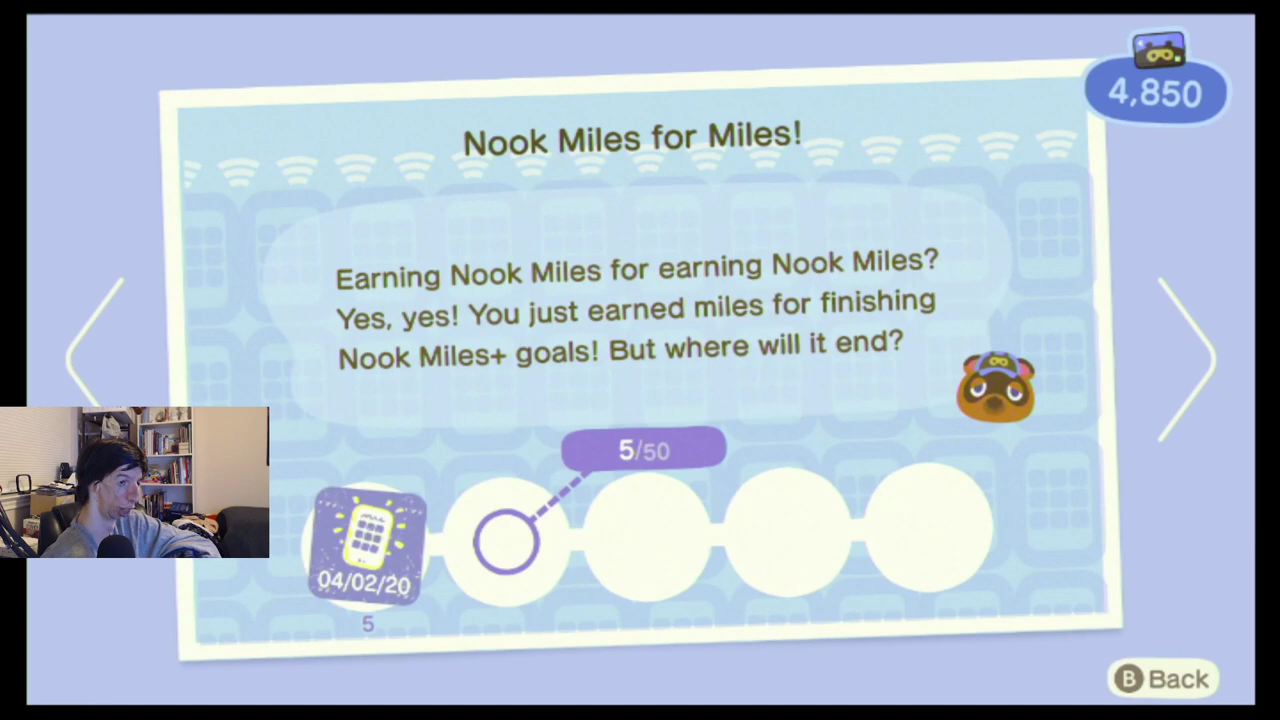 4,850
Nook Miles for Miles!
Earning Nook Miles for earning Nook Miles?
Yes, yes! You just earned miles for finishing
Nook Miles+ goals! But where will it end?
5/50
04/02/20
5
B Back